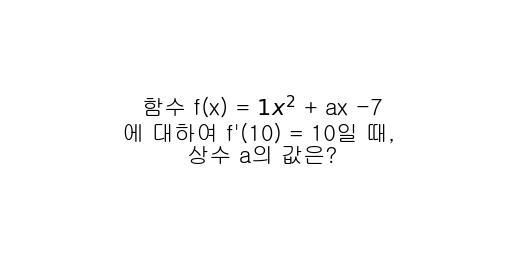 함수 f(x) = 1x² + ax −7
에 대하여 f'(10) = 10일 때,
상수 a의 값은?